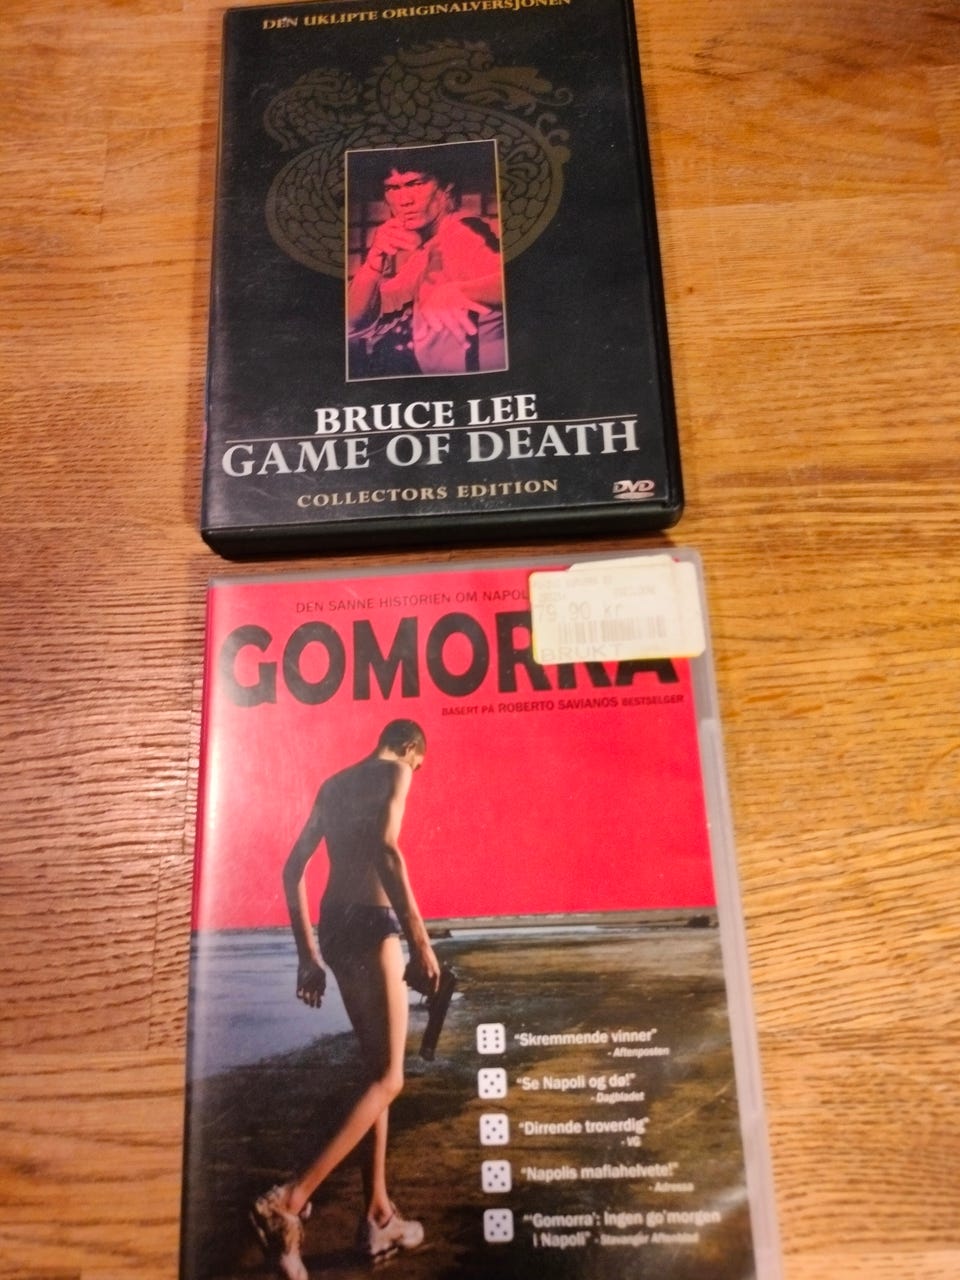 DEN UKLIPTE ORIGINALVERSJONEN
BRUCE LEE
GAME OF DEATH
COLLECTORS EDITION
DVD
DEN SANNE HISTORIEN OM
79,90 kr
BRUKT
GOMORRA
BASERT PÅ ROBERTO SAVIANOS BESTSELGER
"Skremmende vinner"
- Aftenposten
"Se Napoli og dø!"
- Dagbladet
"Dirrende troverdig"
- VG
"Napolis mafiahelvete!"
- Adressa
"'Gomorra': Ingen go'morgen
i Napoli" - Stavanger Aftenblad